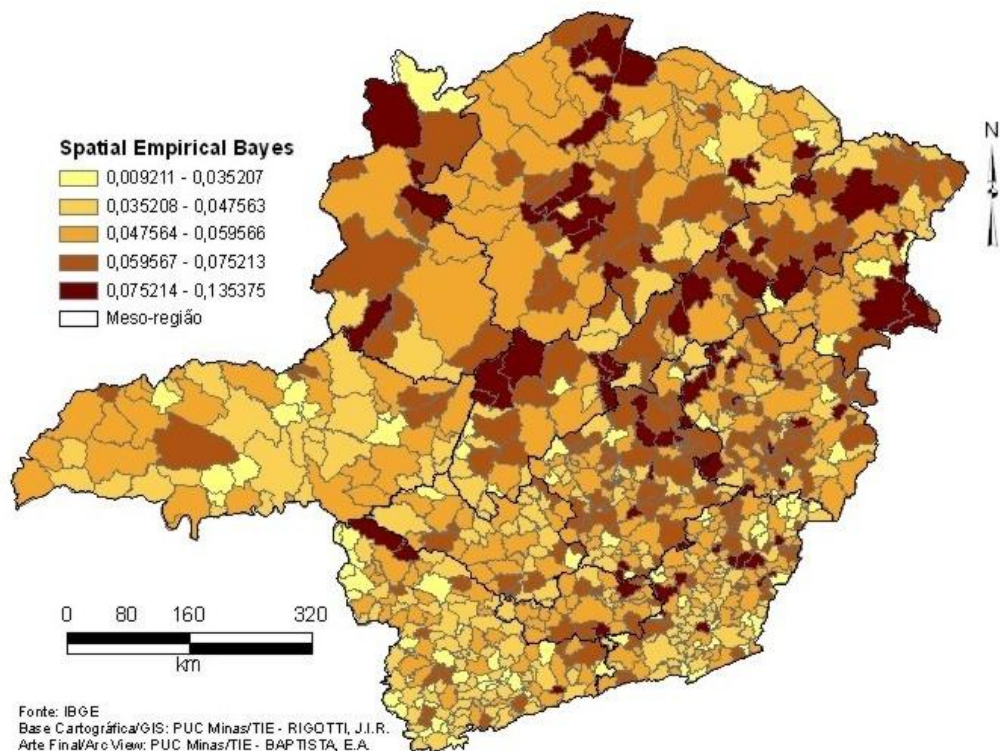 Spatial Empirical Bayes
0,009211 - 0,035207
0,035208 - 0,047563
0,047564 - 0,059566
0,059567 - 0,075213
0,075214 - 0,135375
Meso-região
N
0 80 160 320
km
Fonte: IBGE
Base Cartográfica/GIS: PUC Minas/TIE - RIGOTTI, J.I.R.
Arte Final/Arc View: PUC Minas/TIE - BAPTISTA, E.A.